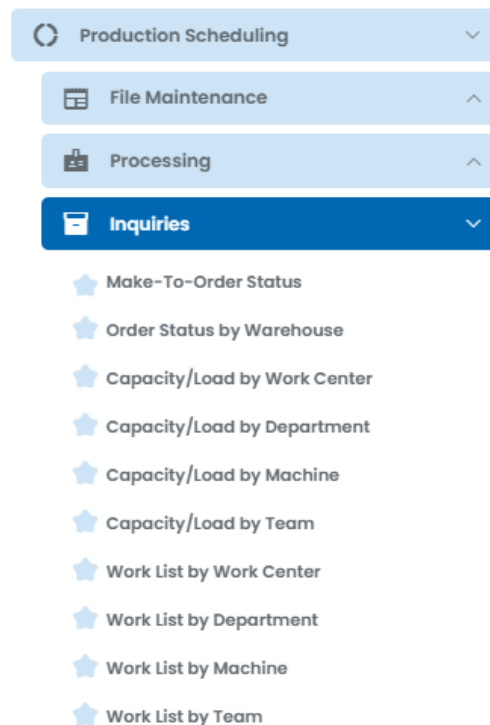 Production Scheduling
File Maintenance
Processing
Inquiries
Make-To-Order Status
Order Status by Warehouse
Capacity/Load by Work Center
Capacity/Load by Department
Capacity/Load by Machine
Capacity/Load by Team
Work List by Work Center
Work List by Department
Work List by Machine
Work List by Team